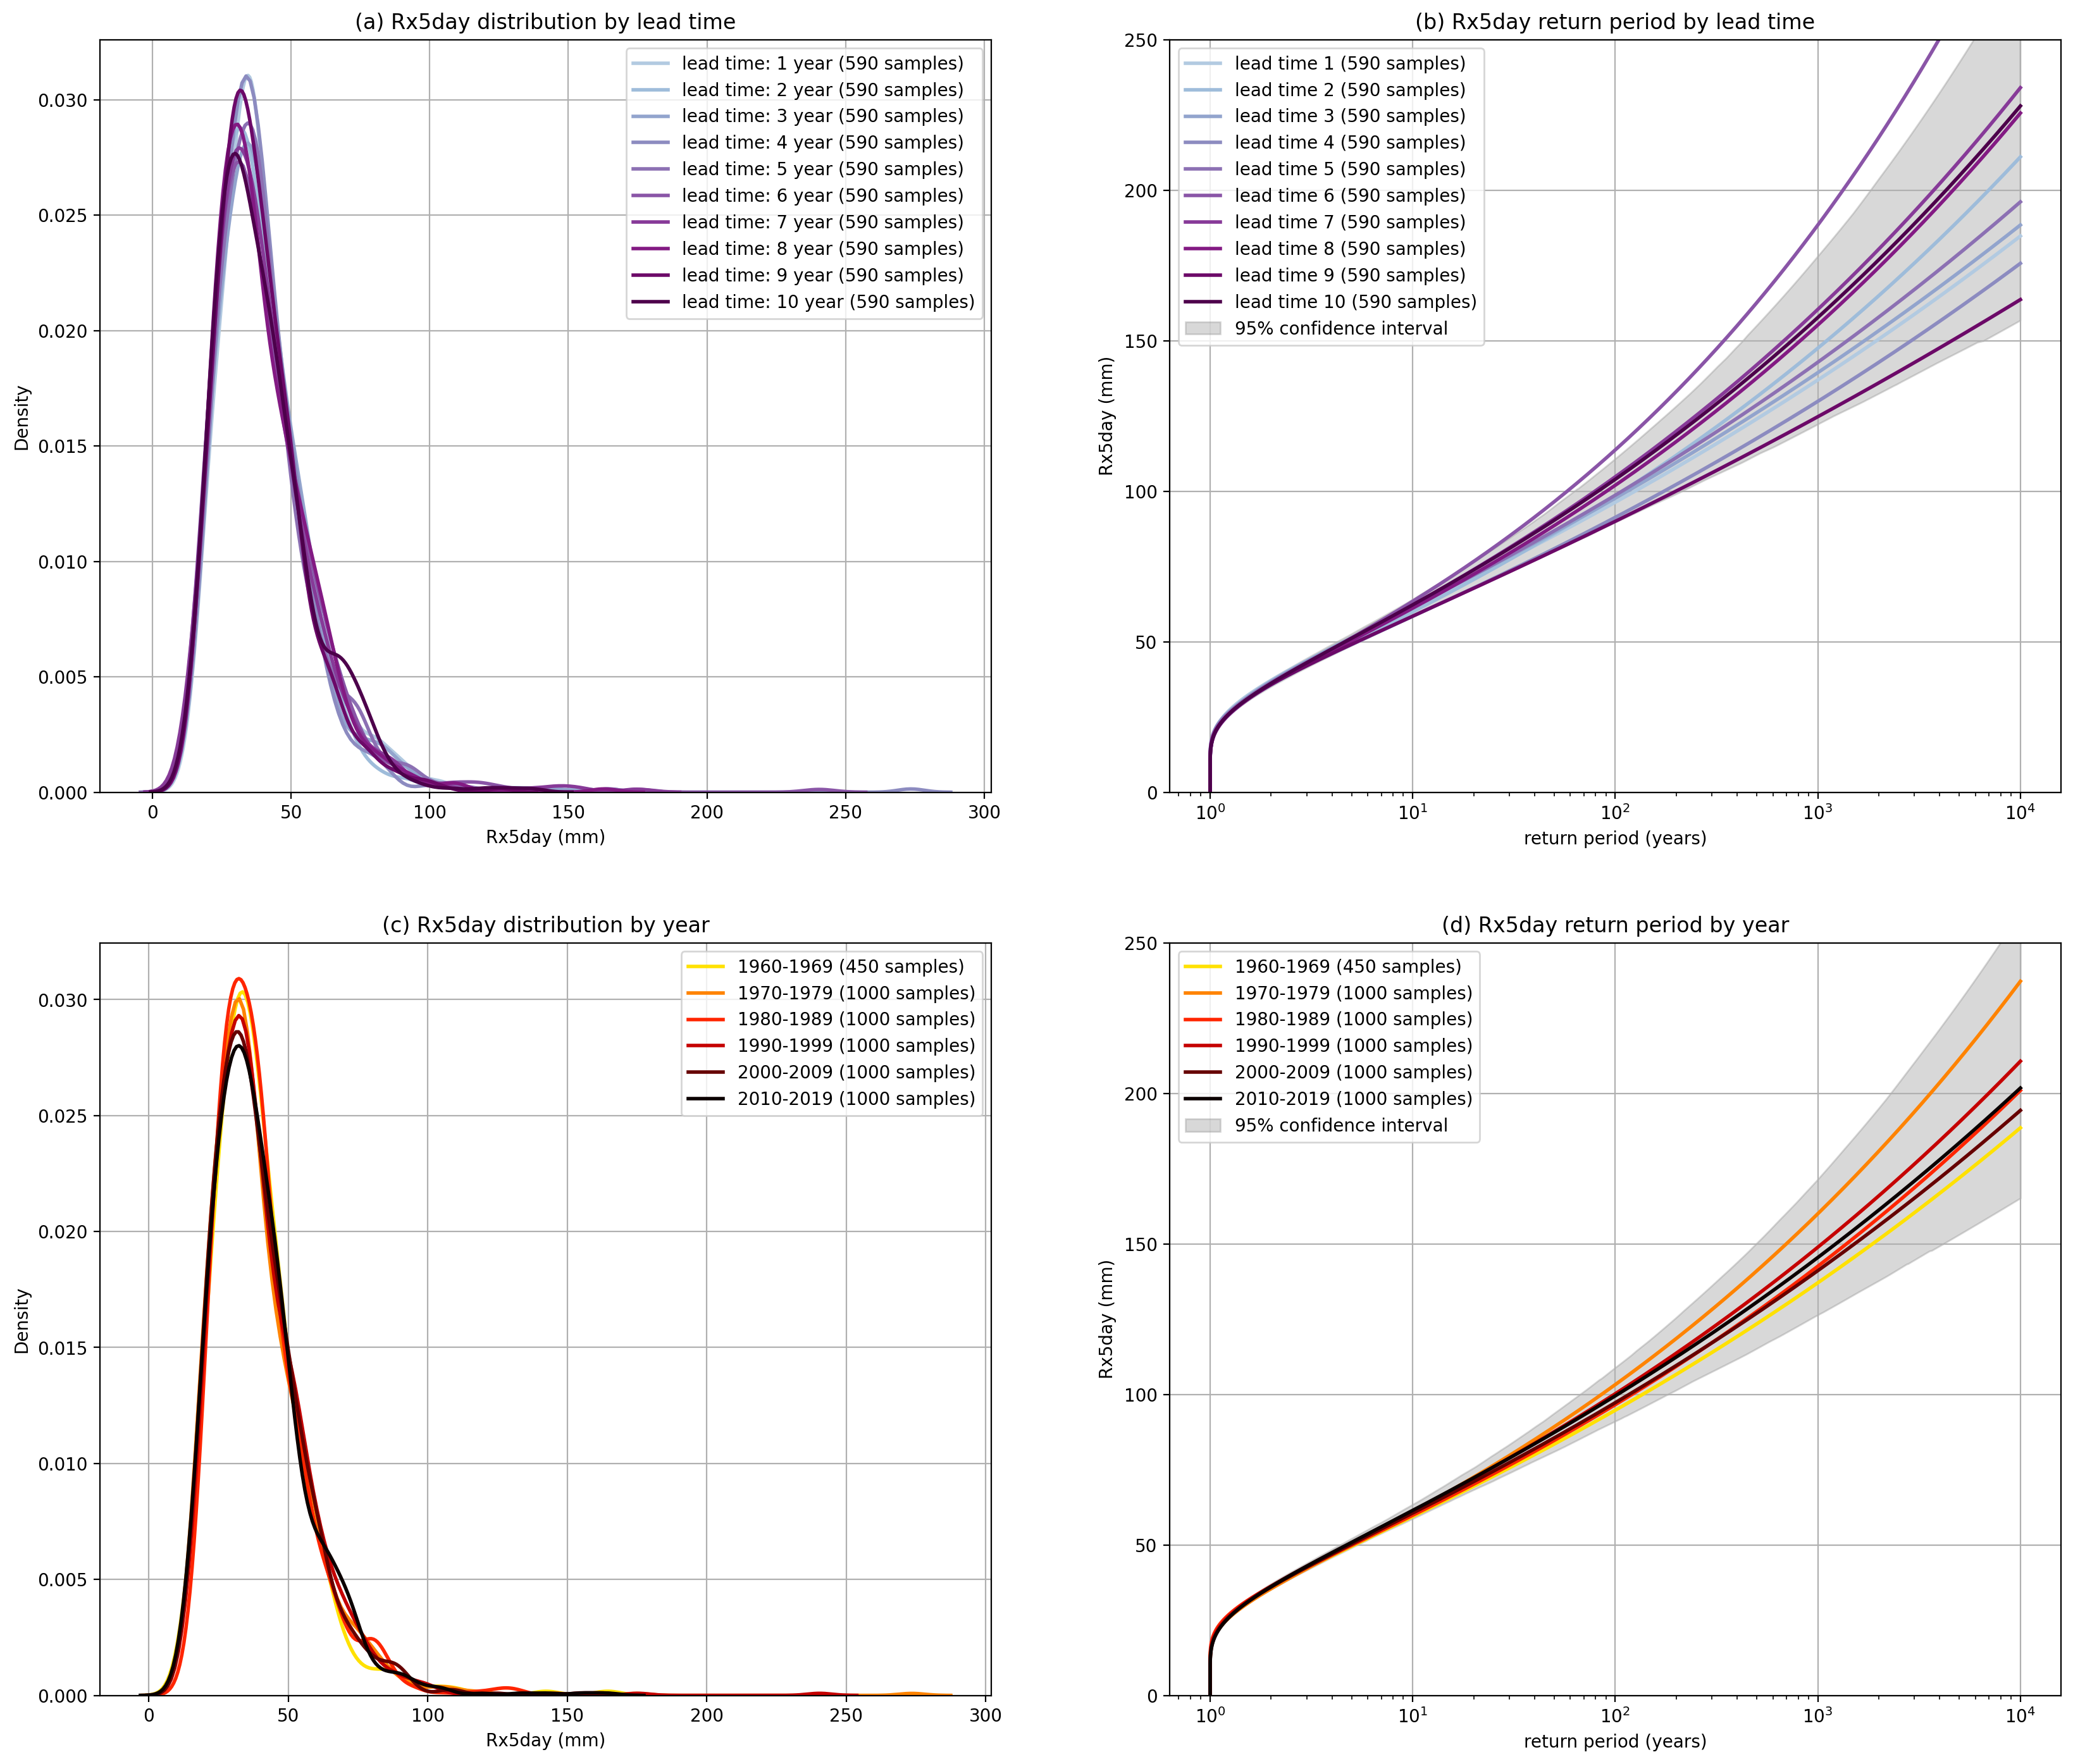 (a) Rx5day distribution by lead time
0.030
0.025
0.020
0.015
0.010
0.005
0.000
Density
0 50 100 150 200 250 300
Rx5day (mm)
lead time: 1 year (590 samples)
lead time: 2 year (590 samples)
lead time: 3 year (590 samples)
lead time: 4 year (590 samples)
lead time: 5 year (590 samples)
lead time: 6 year (590 samples)
lead time: 7 year (590 samples)
lead time: 8 year (590 samples)
lead time: 9 year (590 samples)
lead time: 10 year (590 samples)
(b) Rx5day return period by lead time
250
200
150
100
50
0
Rx5day (mm)
10⁰ 10¹ 10² 10³ 10⁴
return period (years)
lead time 1 (590 samples)
lead time 2 (590 samples)
lead time 3 (590 samples)
lead time 4 (590 samples)
lead time 5 (590 samples)
lead time 6 (590 samples)
lead time 7 (590 samples)
lead time 8 (590 samples)
lead time 9 (590 samples)
lead time 10 (590 samples)
95% confidence interval
(c) Rx5day distribution by year
0.030
0.025
0.020
0.015
0.010
0.005
0.000
Density
0 50 100 150 200 250 300
Rx5day (mm)
1960-1969 (450 samples)
1970-1979 (1000 samples)
1980-1989 (1000 samples)
1990-1999 (1000 samples)
2000-2009 (1000 samples)
2010-2019 (1000 samples)
(d) Rx5day return period by year
250
200
150
100
50
0
Rx5day (mm)
10⁰ 10¹ 10² 10³ 10⁴
return period (years)
1960-1969 (450 samples)
1970-1979 (1000 samples)
1980-1989 (1000 samples)
1990-1999 (1000 samples)
2000-2009 (1000 samples)
2010-2019 (1000 samples)
95% confidence interval